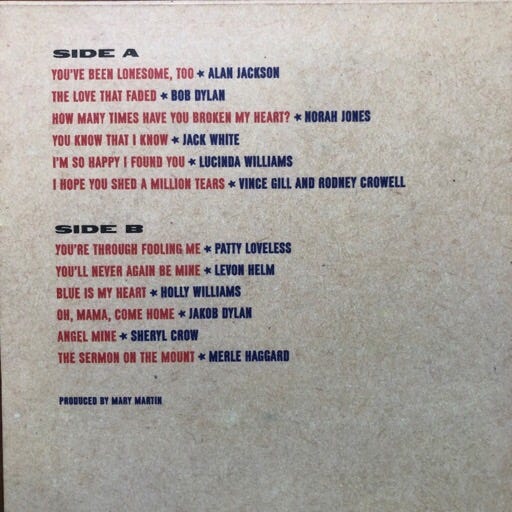 SIDE A
YOU'VE BEEN LONESOME, TOO ★ ALAN JACKSON
THE LOVE THAT FADED ★ BOB DYLAN
HOW MANY TIMES HAVE YOU BROKEN MY HEART? ★ NORAH JONES
YOU KNOW THAT I KNOW ★ JACK WHITE
I'M SO HAPPY I FOUND YOU ★ LUCINDA WILLIAMS
I HOPE YOU SHED A MILLION TEARS ★ VINCE GILL AND RODNEY CROWELL
SIDE B
YOU'RE THROUGH FOOLING ME ★ PATTY LOVELESS
YOU'LL NEVER AGAIN BE MINE ★ LEVON HELM
BLUE IS MY HEART ★ HOLLY WILLIAMS
OH, MAMA, COME HOME ★ JAKOB DYLAN
ANGEL MINE ★ SHERYL CROW
THE SERMON ON THE MOUNT ★ MERLE HAGGARD
PRODUCED BY MARY MARTIN